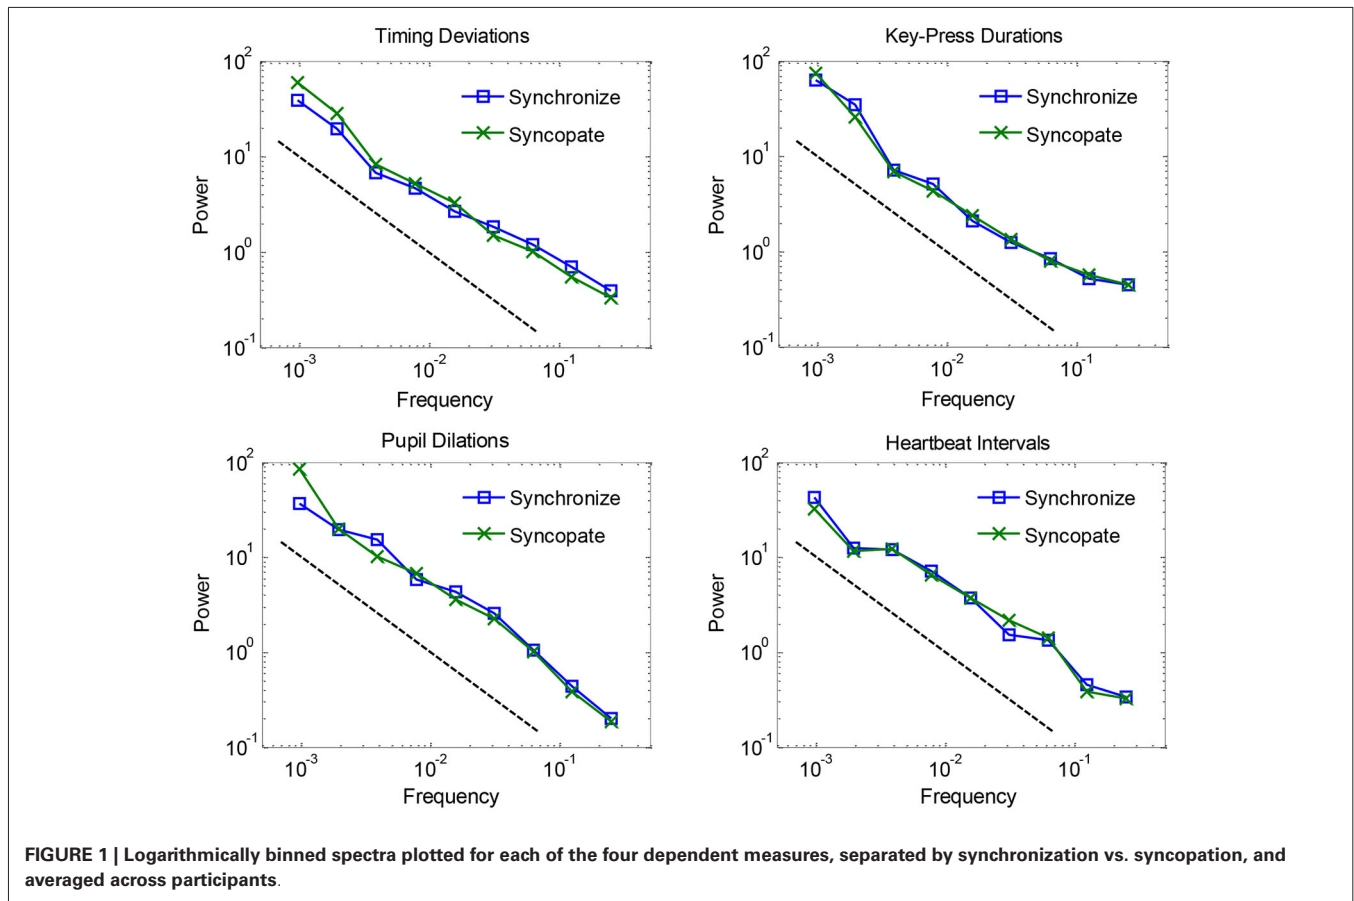 Timing Deviations
Key-Press Durations
10^2
10^1
10^0
10^-1
Power
Synchronize
Syncopate
10^-3
10^-2
10^-1
Frequency
10^2
10^1
10^0
10^-1
Power
Synchronize
Syncopate
10^-3
10^-2
10^-1
Frequency
Pupil Dilations
Heartbeat Intervals
10^2
10^1
10^0
10^-1
Power
Synchronize
Syncopate
10^-3
10^-2
10^-1
Frequency
10^2
10^1
10^0
10^-1
Power
Synchronize
Syncopate
10^-3
10^-2
10^-1
Frequency
FIGURE 1 | Logarithmically binned spectra plotted for each of the four dependent measures, separated by synchronization vs. syncopation, and
averaged across participants.